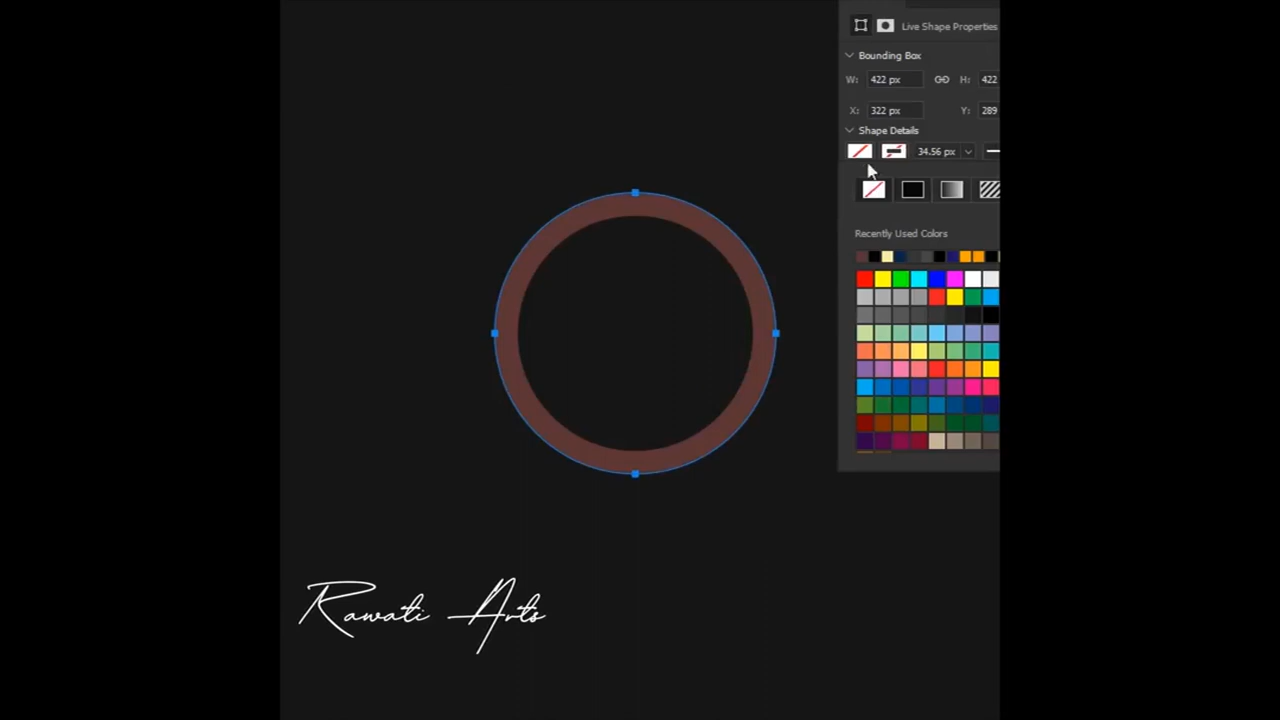 Live Shape Properties
Bounding Box
W: 422 px H: 422
X: 322 px Y: 289
Shape Details
34.56 px
Recently Used Colors
Rawati Arts